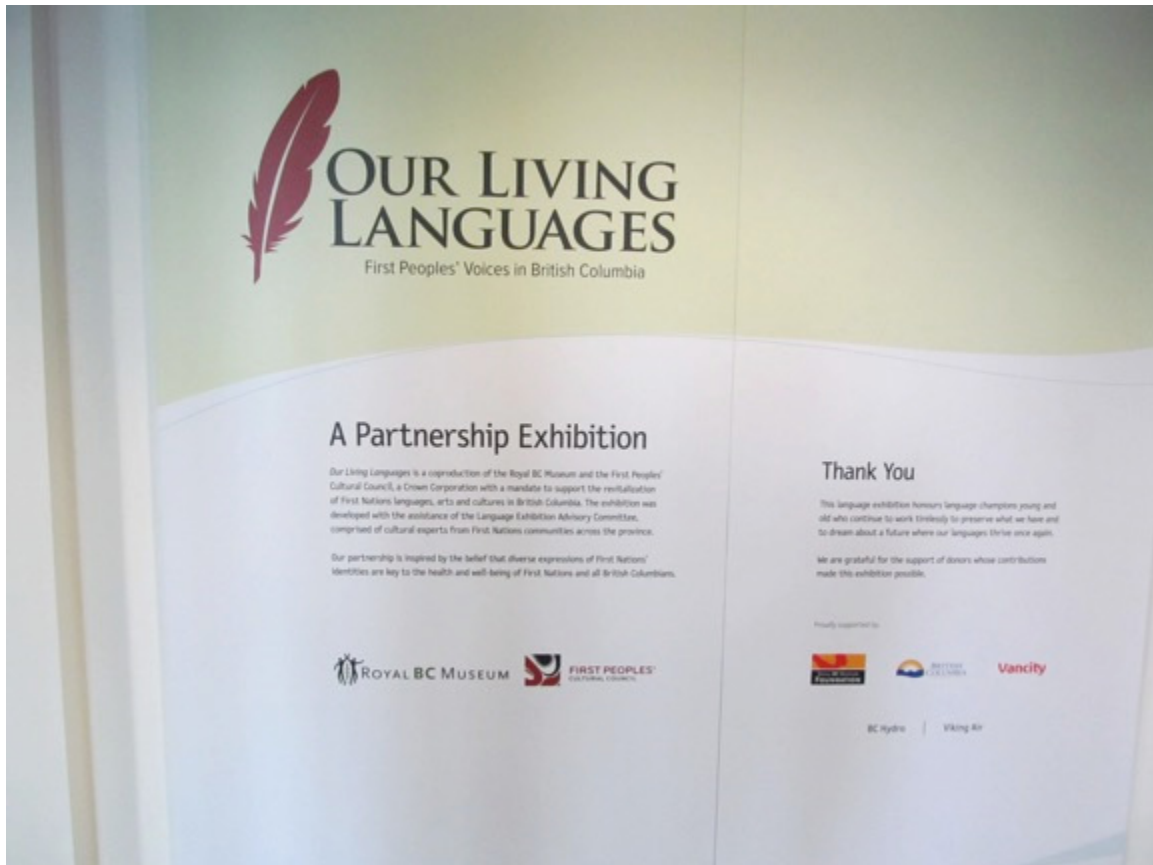 OUR LIVING
LANGUAGES
First Peoples' Voices in British Columbia
A Partnership Exhibition
Our Living Languages is a coproduction of the Royal BC Museum and the First Peoples'
Cultural Council, a Crown Corporation with a mandate to support the revitalization
of First Nations languages, arts and cultures in British Columbia. The exhibition was
developed with the assistance of the Language Exhibition Advisory Committee,
comprised of cultural experts from First Nations communities across the province.
Our partnership is inspired by the belief that diverse expressions of First Nations'
identities are key to the health and well-being of First Nations and all British Columbians.
ROYAL BC MUSEUM
FIRST PEOPLES'
CULTURAL COUNCIL
Thank You
This language exhibition honours language champions young and
old who continue to work tirelessly to preserve what we have and
to dream about a future where our languages thrive once again.
We are grateful for the support of donors whose contributions
made this exhibition possible.
Proudly supported by
FOUNDATION
BRITISH
COLUMBIA
Vancity
BC Hydro | Viking Air